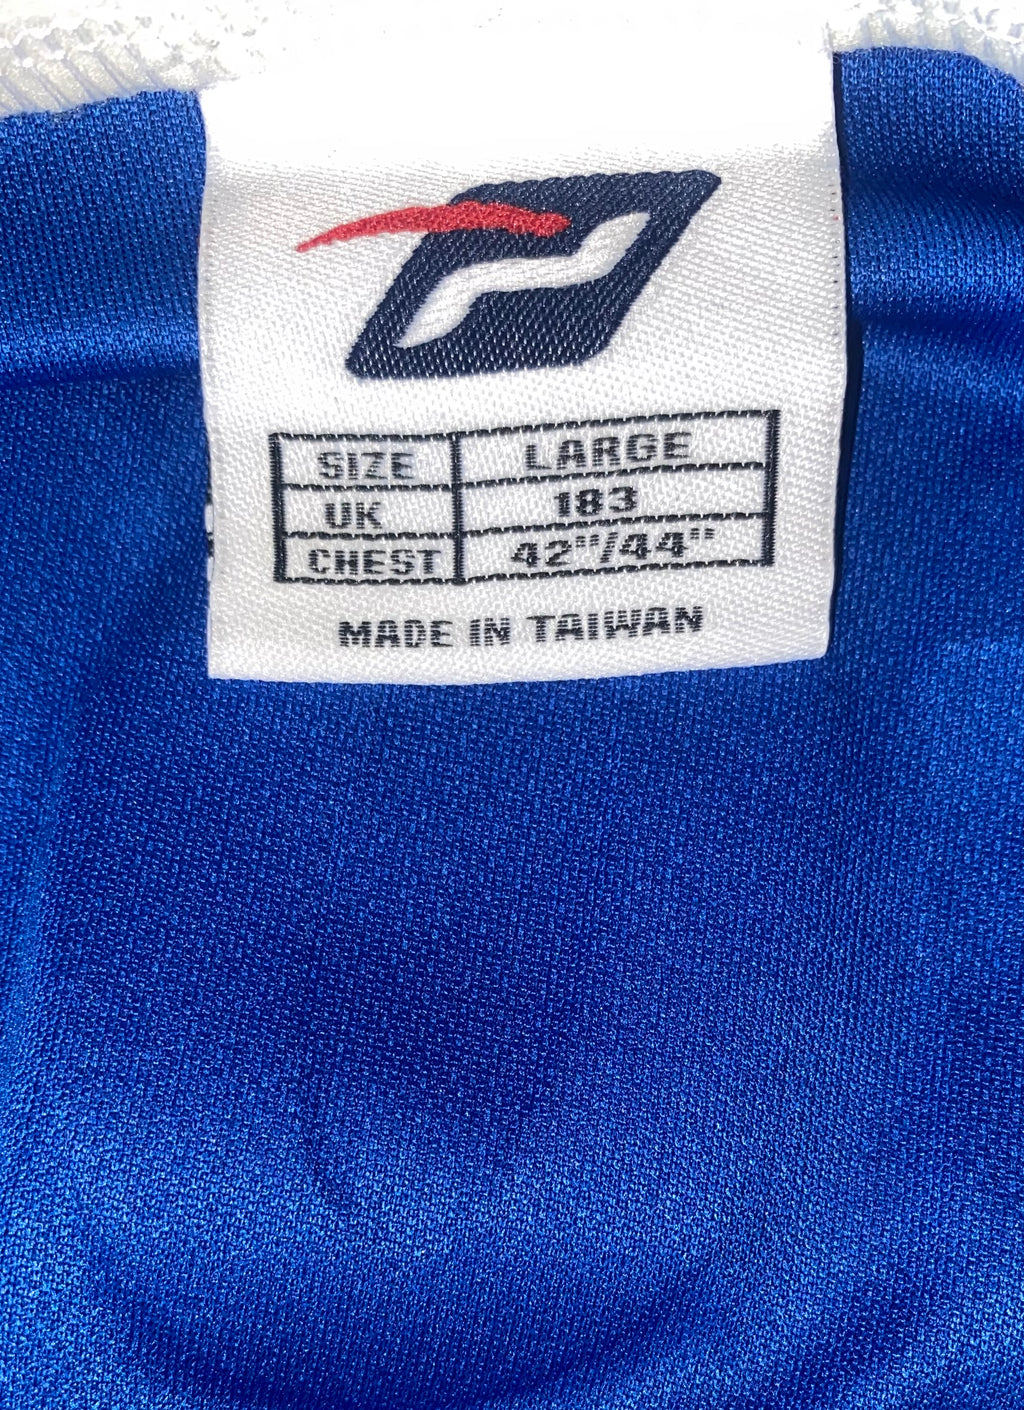 SIZE LARGE
UK 183
CHEST 42"/44"
MADE IN TAIWAN